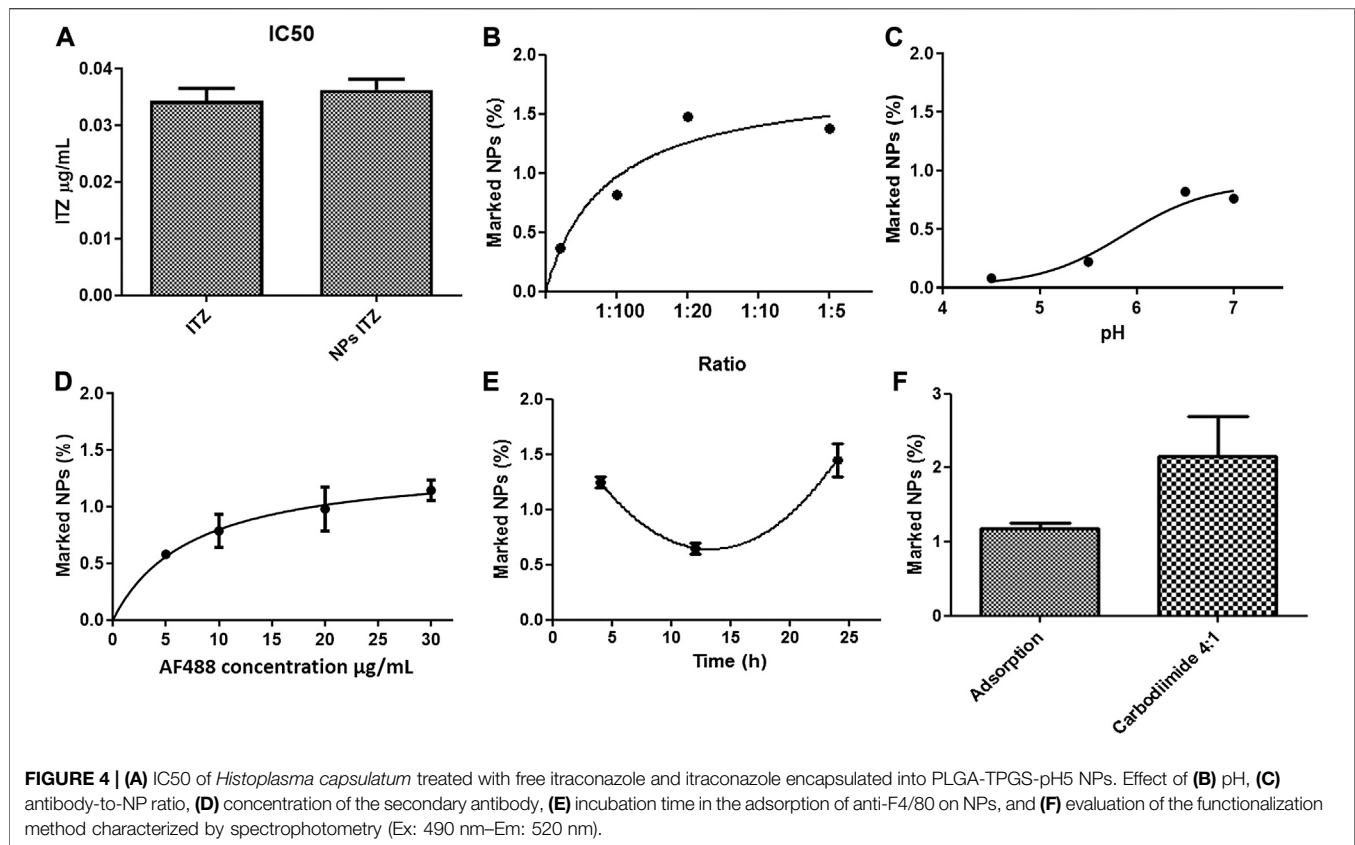 A
IC50
ITZ µg/mL
0.04
0.03
0.02
0.01
0.00
ITZ
NPs ITZ
B
Marked NPs (%)
2.0
1.5
1.0
0.5
0.0
1:100
1:20
1:10
1:5
Ratio
C
Marked NPs (%)
2.0
1.5
1.0
0.5
0.0
4
5
6
7
pH
D
Marked NPs (%)
2.0
1.5
1.0
0.5
0.0
0
5
10
15
20
25
30
AF488 concentration µg/mL
E
Marked NPs (%)
2.0
1.5
1.0
0.5
0.0
0
5
10
15
20
25
Time (h)
F
Marked NPs (%)
3
2
1
0
Adsorption
Carbodiimide 4:1
FIGURE 4 | (A) IC50 of Histoplasma capsulatum treated with free itraconazole and itraconazole encapsulated into PLGA-TPGS-pH5 NPs. Effect of (B) pH, (C)
antibody-to-NP ratio, (D) concentration of the secondary antibody, (E) incubation time in the adsorption of anti-F4/80 on NPs, and (F) evaluation of the functionalization
method characterized by spectrophotometry (Ex: 490 nm–Em: 520 nm).